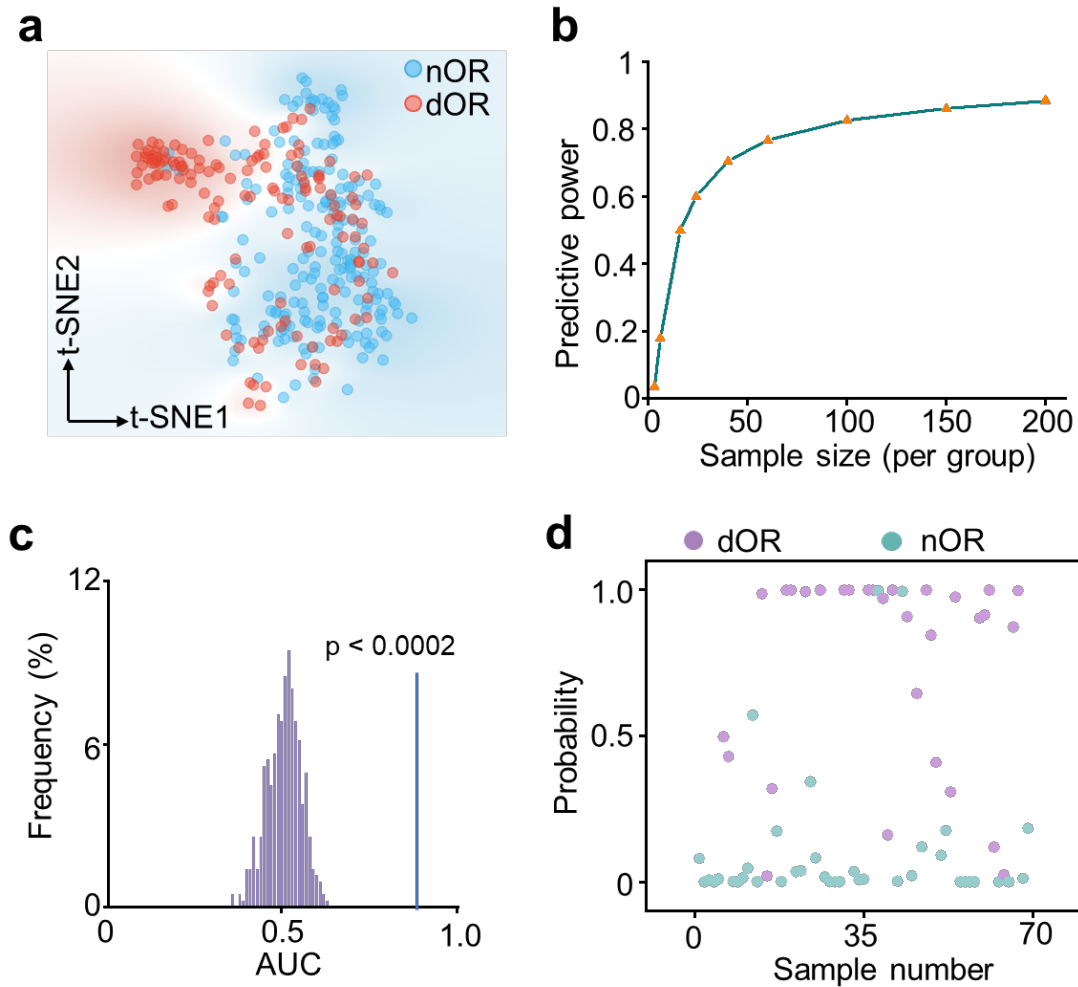 a
nOR
dOR
t-SNE2
t-SNE1
b
1
0.8
0.6
0.4
0.2
0
0
50
100
150
200
Predictive power
Sample size (per group)
c
12
6
0
Frequency (%)
p < 0.0002
0
0.5
1.0
AUC
d
dOR
nOR
1.0
0.5
0
Probability
0
35
70
Sample number